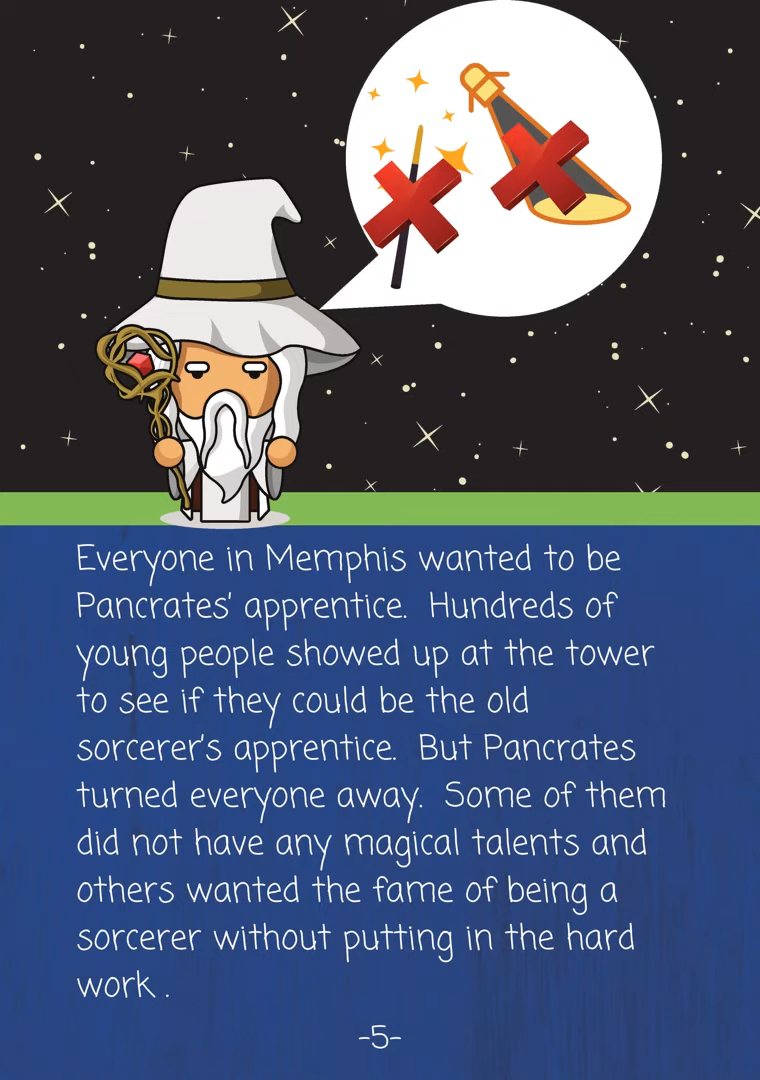 Everyone in Memphis wanted to be
Pancrates' apprentice.  Hundreds of
young people showed up at the tower
to see if they could be the old
sorcerer's apprentice.  But Pancrates
turned everyone away.  Some of them
did not have any magical talents and
others wanted the fame of being a
sorcerer without putting in the hard
work .
-5-